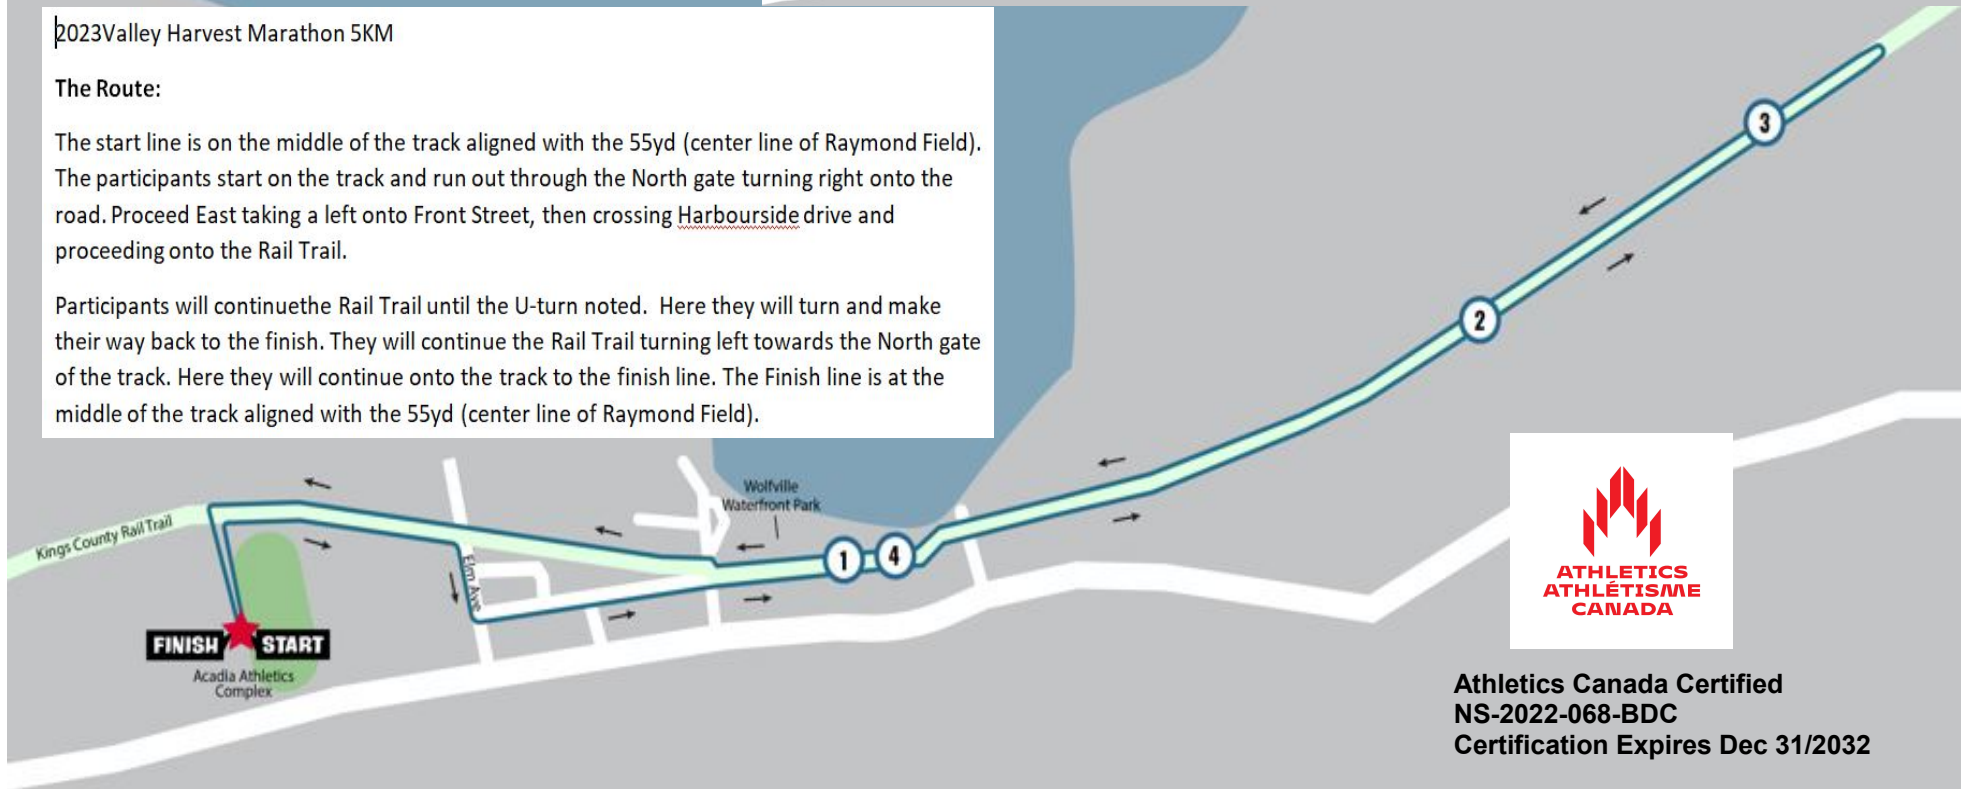 2023Valley Harvest Marathon 5KM
The Route:
The start line is on the middle of the track aligned with the 55yd (center line of Raymond Field).
The participants start on the track and run out through the North gate turning right onto the
road. Proceed East taking a left onto Front Street, then crossing Harbourside drive and
proceeding onto the Rail Trail.
Participants will continuethe Rail Trail until the U-turn noted.  Here they will turn and make
their way back to the finish. They will continue the Rail Trail turning left towards the North gate
of the track. Here they will continue onto the track to the finish line. The Finish line is at the
middle of the track aligned with the 55yd (center line of Raymond Field).
3
2
Wolfville
Waterfront Park
1
4
Kings County Rail Trail
Elm Ave
FINISH
START
Acadia Athletics
Complex
ATHLETICS
ATHLÉTISME
CANADA
Athletics Canada Certified
NS-2022-068-BDC
Certification Expires Dec 31/2032